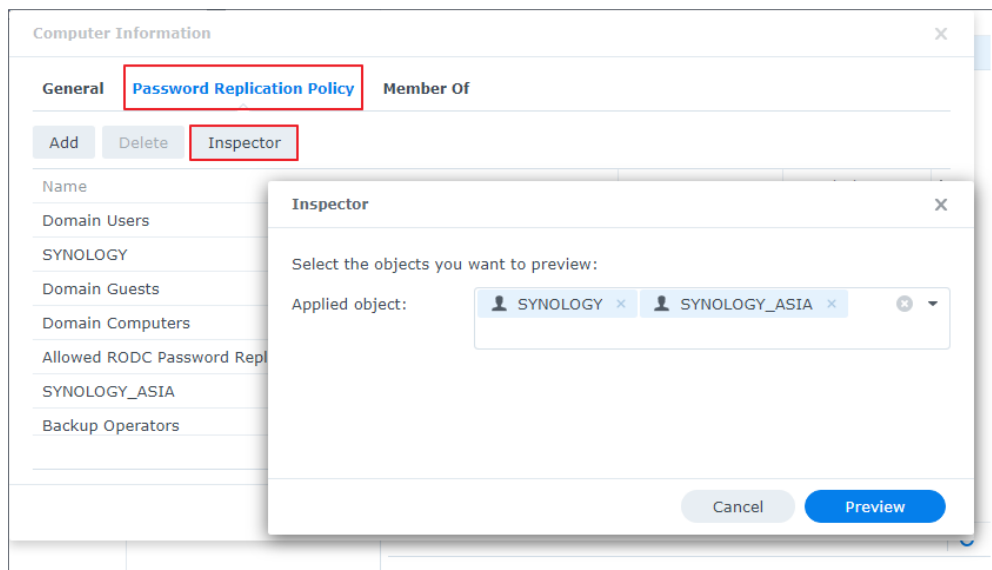 Computer Information
General Password Replication Policy Member Of
Add Delete Inspector
Name
Domain Users
SYNOLOGY
Domain Guests
Domain Computers
Allowed RODC Password Repl
SYNOLOGY_ASIA
Backup Operators
Inspector
Select the objects you want to preview:
Applied object: SYNOLOGY SYNOLOGY_ASIA
Cancel Preview